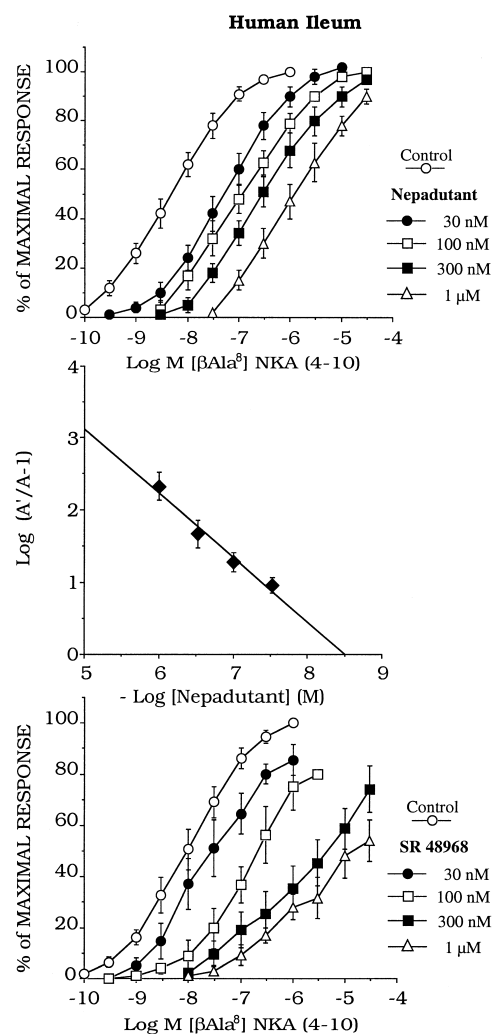 Human Ileum
% of MAXIMAL RESPONSE
100
80
60
40
20
0
-10 -9 -8 -7 -6 -5 -4
Log M [βAla⁸] NKA (4-10)
Control
Nepadutant
30 nM
100 nM
300 nM
1 μM
Log (A'/A-1)
4
3
2
1
0
5 6 7 8 9
- Log [Nepadutant] (M)
% of MAXIMAL RESPONSE
100
80
60
40
20
0
-10 -9 -8 -7 -6 -5 -4
Log M [βAla⁸] NKA (4-10)
Control
SR 48968
30 nM
100 nM
300 nM
1 μM